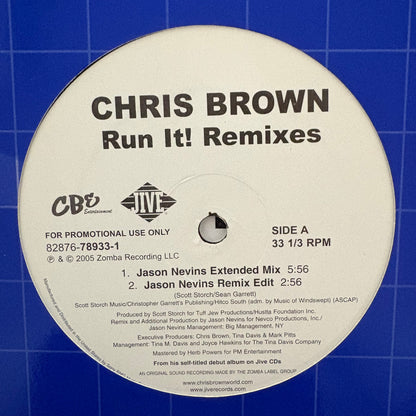 CHRIS BROWN
Run It! Remixes
CBE
Entertainment
JIVE
FOR PROMOTIONAL USE ONLY
82876-78933-1
℗ & © 2005 Zomba Recording LLC
SIDE A
33 1/3 RPM
1. Jason Nevins Extended Mix 5:56
2. Jason Nevins Remix Edit 2:56
(Scott Storch/Sean Garrett)
Scott Storch Music/Christopher Garrett's Publishing/Hitco South (adm. by Music of Windswept) (ASCAP)
Produced by Scott Storch for Tuff Jew Productions/Hustla Foundation Inc.
Remix and Additional Production by Jason Nevins for Nevco Productions, Inc./
Jason Nevins Management: Big Management, NY
Executive Producers: Chris Brown, Tina Davis & Mark Pitts
Management: Tina M. Davis and Joyce Hawkins for The Tina Davis Company
Mastered by Herb Powers for PM Entertainment
From his self-titled debut album on Jive CDs
AN ORIGINAL SOUND RECORDING MADE BY THE ZOMBA LABEL GROUP
www.chrisbrownworld.com
www.jiverecords.com